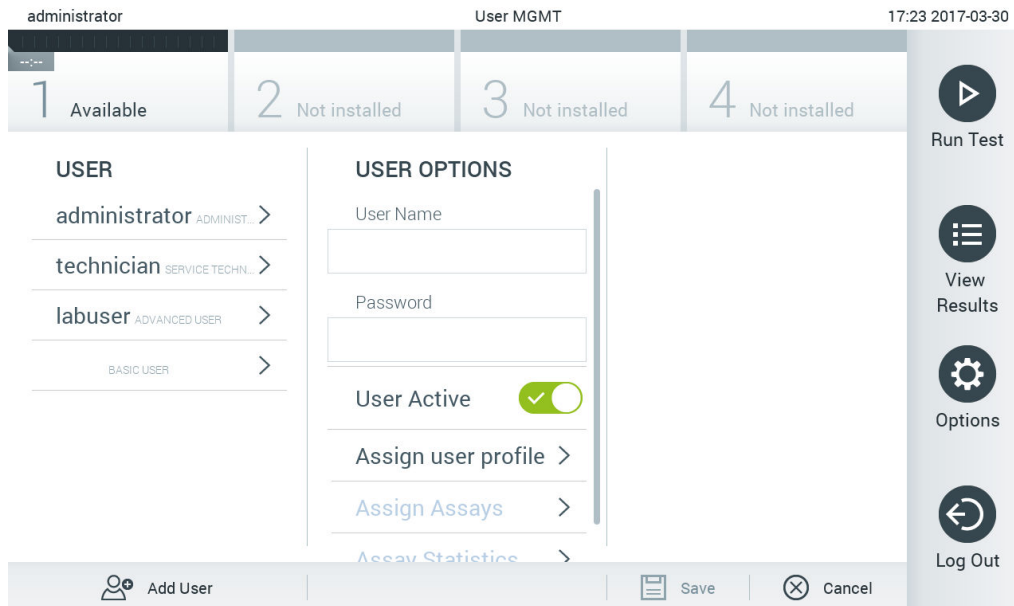 administrator User MGMT 17:23 2017-03-30
--:--
1 Available 2 Not installed 3 Not installed 4 Not installed
Run Test
USER
administrator ADMINIST...
technician SERVICE TECHN...
labuser ADVANCED USER
BASIC USER
USER OPTIONS
User Name
Password
User Active
Assign user profile
Assign Assays
Assay Statistics
View
Results
Options
Log Out
Add User Save Cancel